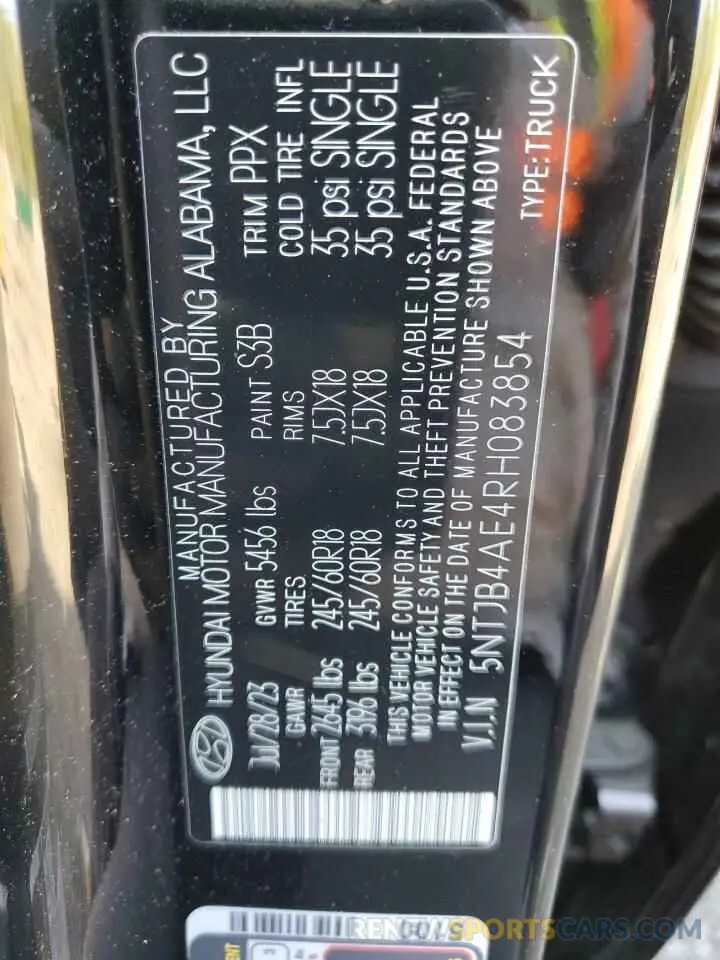 MANUFACTURED BY
HYUNDAI MOTOR MANUFACTURING ALABAMA, LLC
JUl/28/23 GVWR 5456 lbs PAINT S3B TRIM PPX
GAWR TIRES RIMS COLD TIRE INFL
FRONT 2645 lbs 245/60R18 7.5JX18 35 psi SINGLE
REAR 3196 lbs 245/60R18 7.5JX18 35 psi SINGLE
THIS VEHICLE CONFORMS TO ALL APPLICABLE U.S.A. FEDERAL
MOTOR VEHICLE SAFETY AND THEFT PREVENTION STANDARDS
IN EFFECT ON THE DATE OF MANUFACTURE SHOWN ABOVE
V.I.N 5NTJB4AE4RH083854 TYPE: TRUCK
RENEWSPORTSCARS.COM